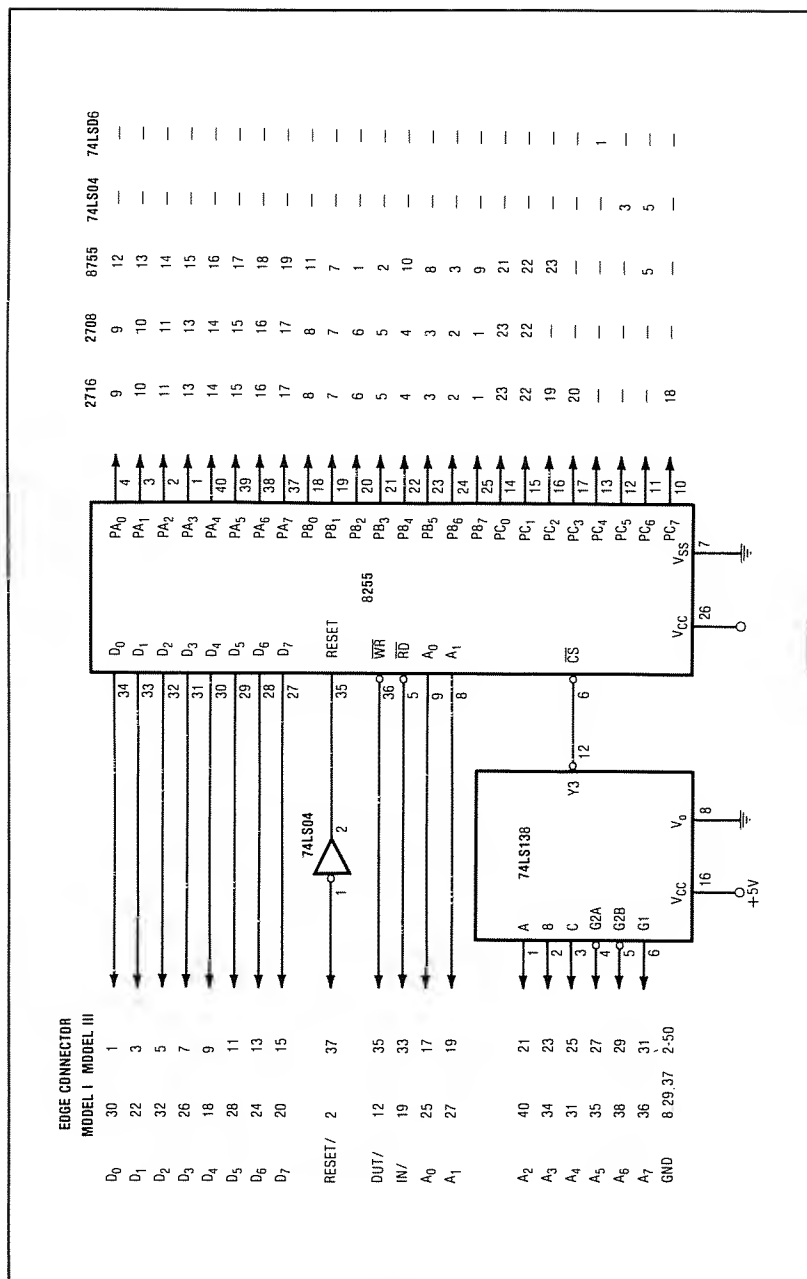 EDGE CONNECTOR
MODEL I MDDEL III
2716 2708 8755 74LS04 74LSD6
D0 30 1 34 D0 PA0 4 9 9 12 — —
D1 22 3 33 D1 PA1 3 10 10 13 — —
D2 32 5 32 D2 PA2 2 11 11 14 — —
D3 26 7 31 D3 PA3 1 13 13 15 — —
D4 18 9 30 D4 PA4 40 14 14 16 — —
D5 28 11 29 D5 PA5 39 15 15 17 — —
D6 24 13 28 D6 PA6 38 16 16 18 — —
D7 20 15 27 D7 PA7 37 17 17 19 — —
PB0 18 8 8 11 — —
74LS04
RESET/ 2 37 1 2 35 RESET PB1 19 7 7 7 — —
PB2 20 6 6 1 — —
DUT/ 12 35 36 WR PB3 21 5 5 2 — —
IN/ 19 33 5 RD PB4 22 4 4 10 — —
A0 25 17 9 A0 PB5 23 3 3 8 — —
A1 27 19 8 A1 PB6 24 2 2 3 — —
PB7 25 1 1 9 — —
8255
PC0 14 23 23 21 — —
PC1 15 22 22 22 — —
PC2 16 19 — 23 — —
PC3 17 20 — — — —
PC4 13 — — — — 1
PC5 12 — — — 3 —
PC6 11 — — 5 5 —
PC7 10 18 — — — —
CS 6
VCC 26
VSS 7
74LS138
Y3 12
A2 40 21 1 A
A3 34 23 2 B
A4 31 25 3 C
A5 35 27 4 G2A
A6 38 29 5 G2B
A7 36 31 6 G1
GND 8.29.37 2-50
VCC 16
+5V
V0 8